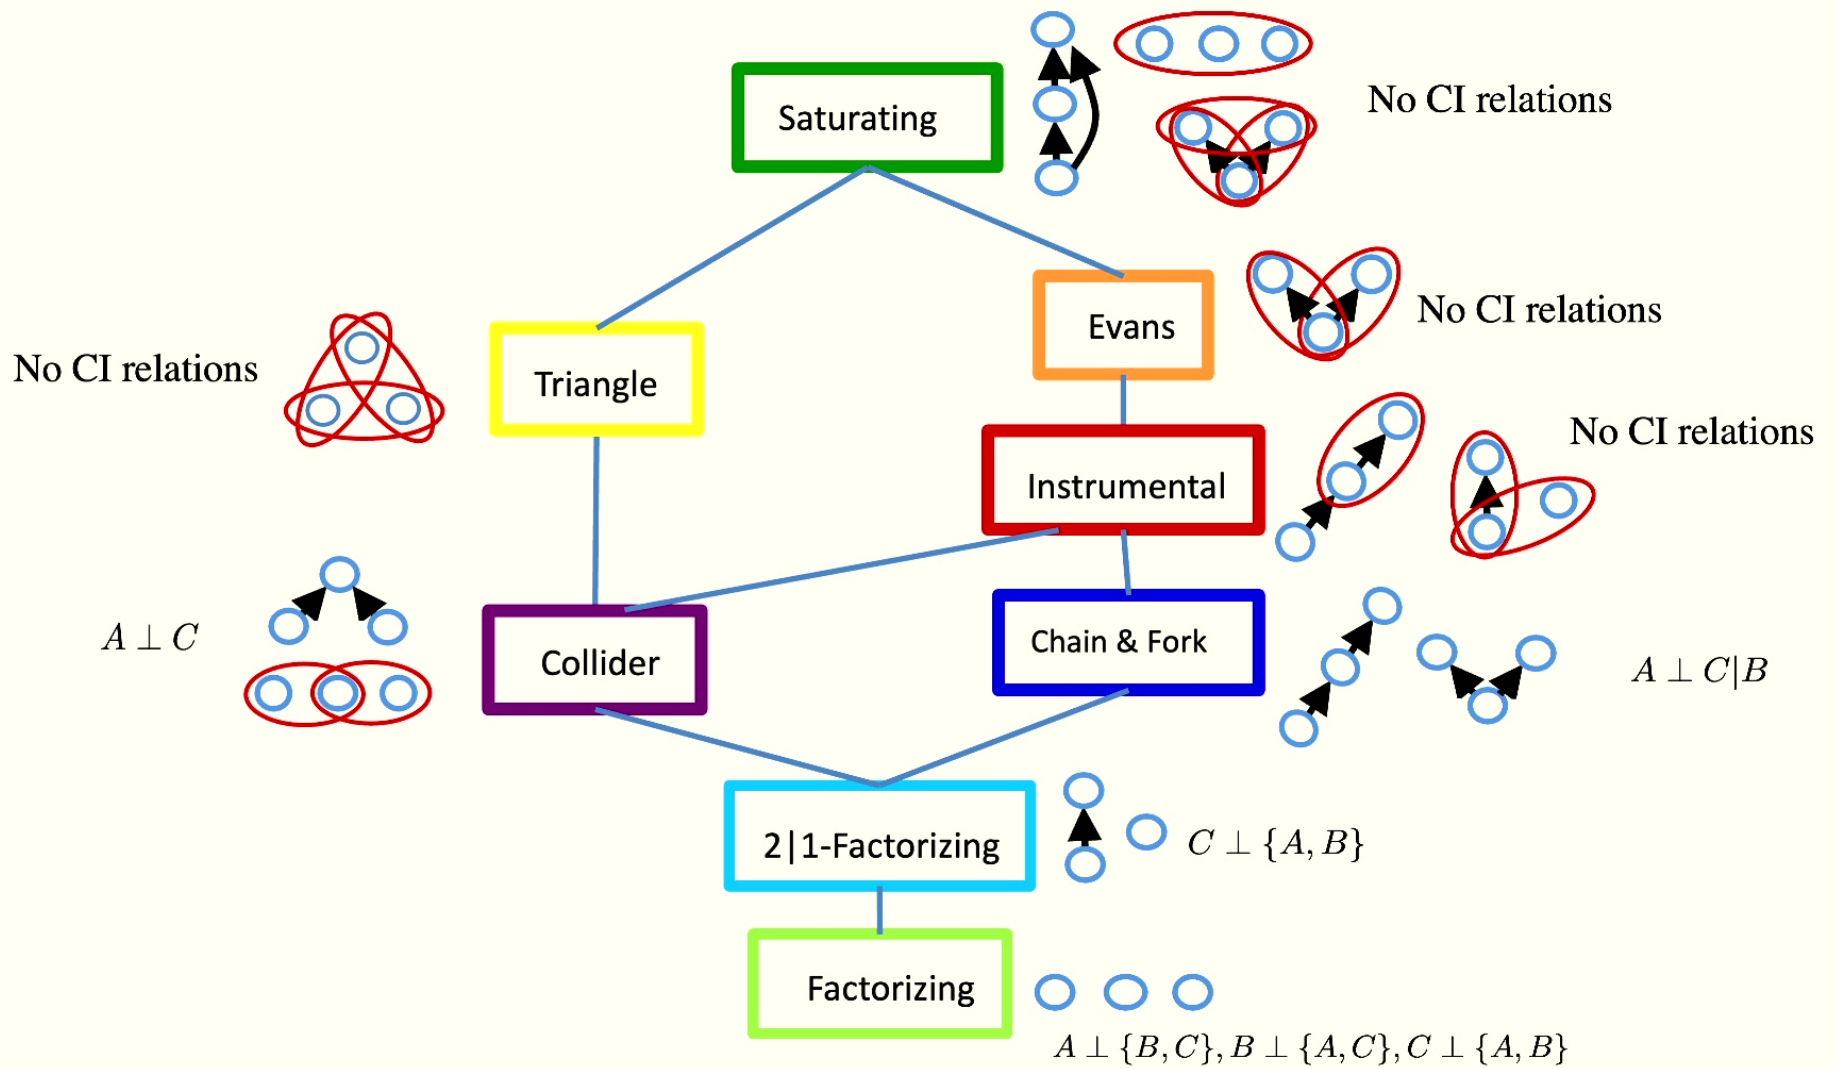 Saturating
No CI relations
Evans
No CI relations
No CI relations
Triangle
Instrumental
No CI relations
A ⊥ C
Collider
Chain & Fork
A ⊥ C|B
2|1-Factorizing
C ⊥ {A, B}
Factorizing
A ⊥ {B, C}, B ⊥ {A, C}, C ⊥ {A, B}